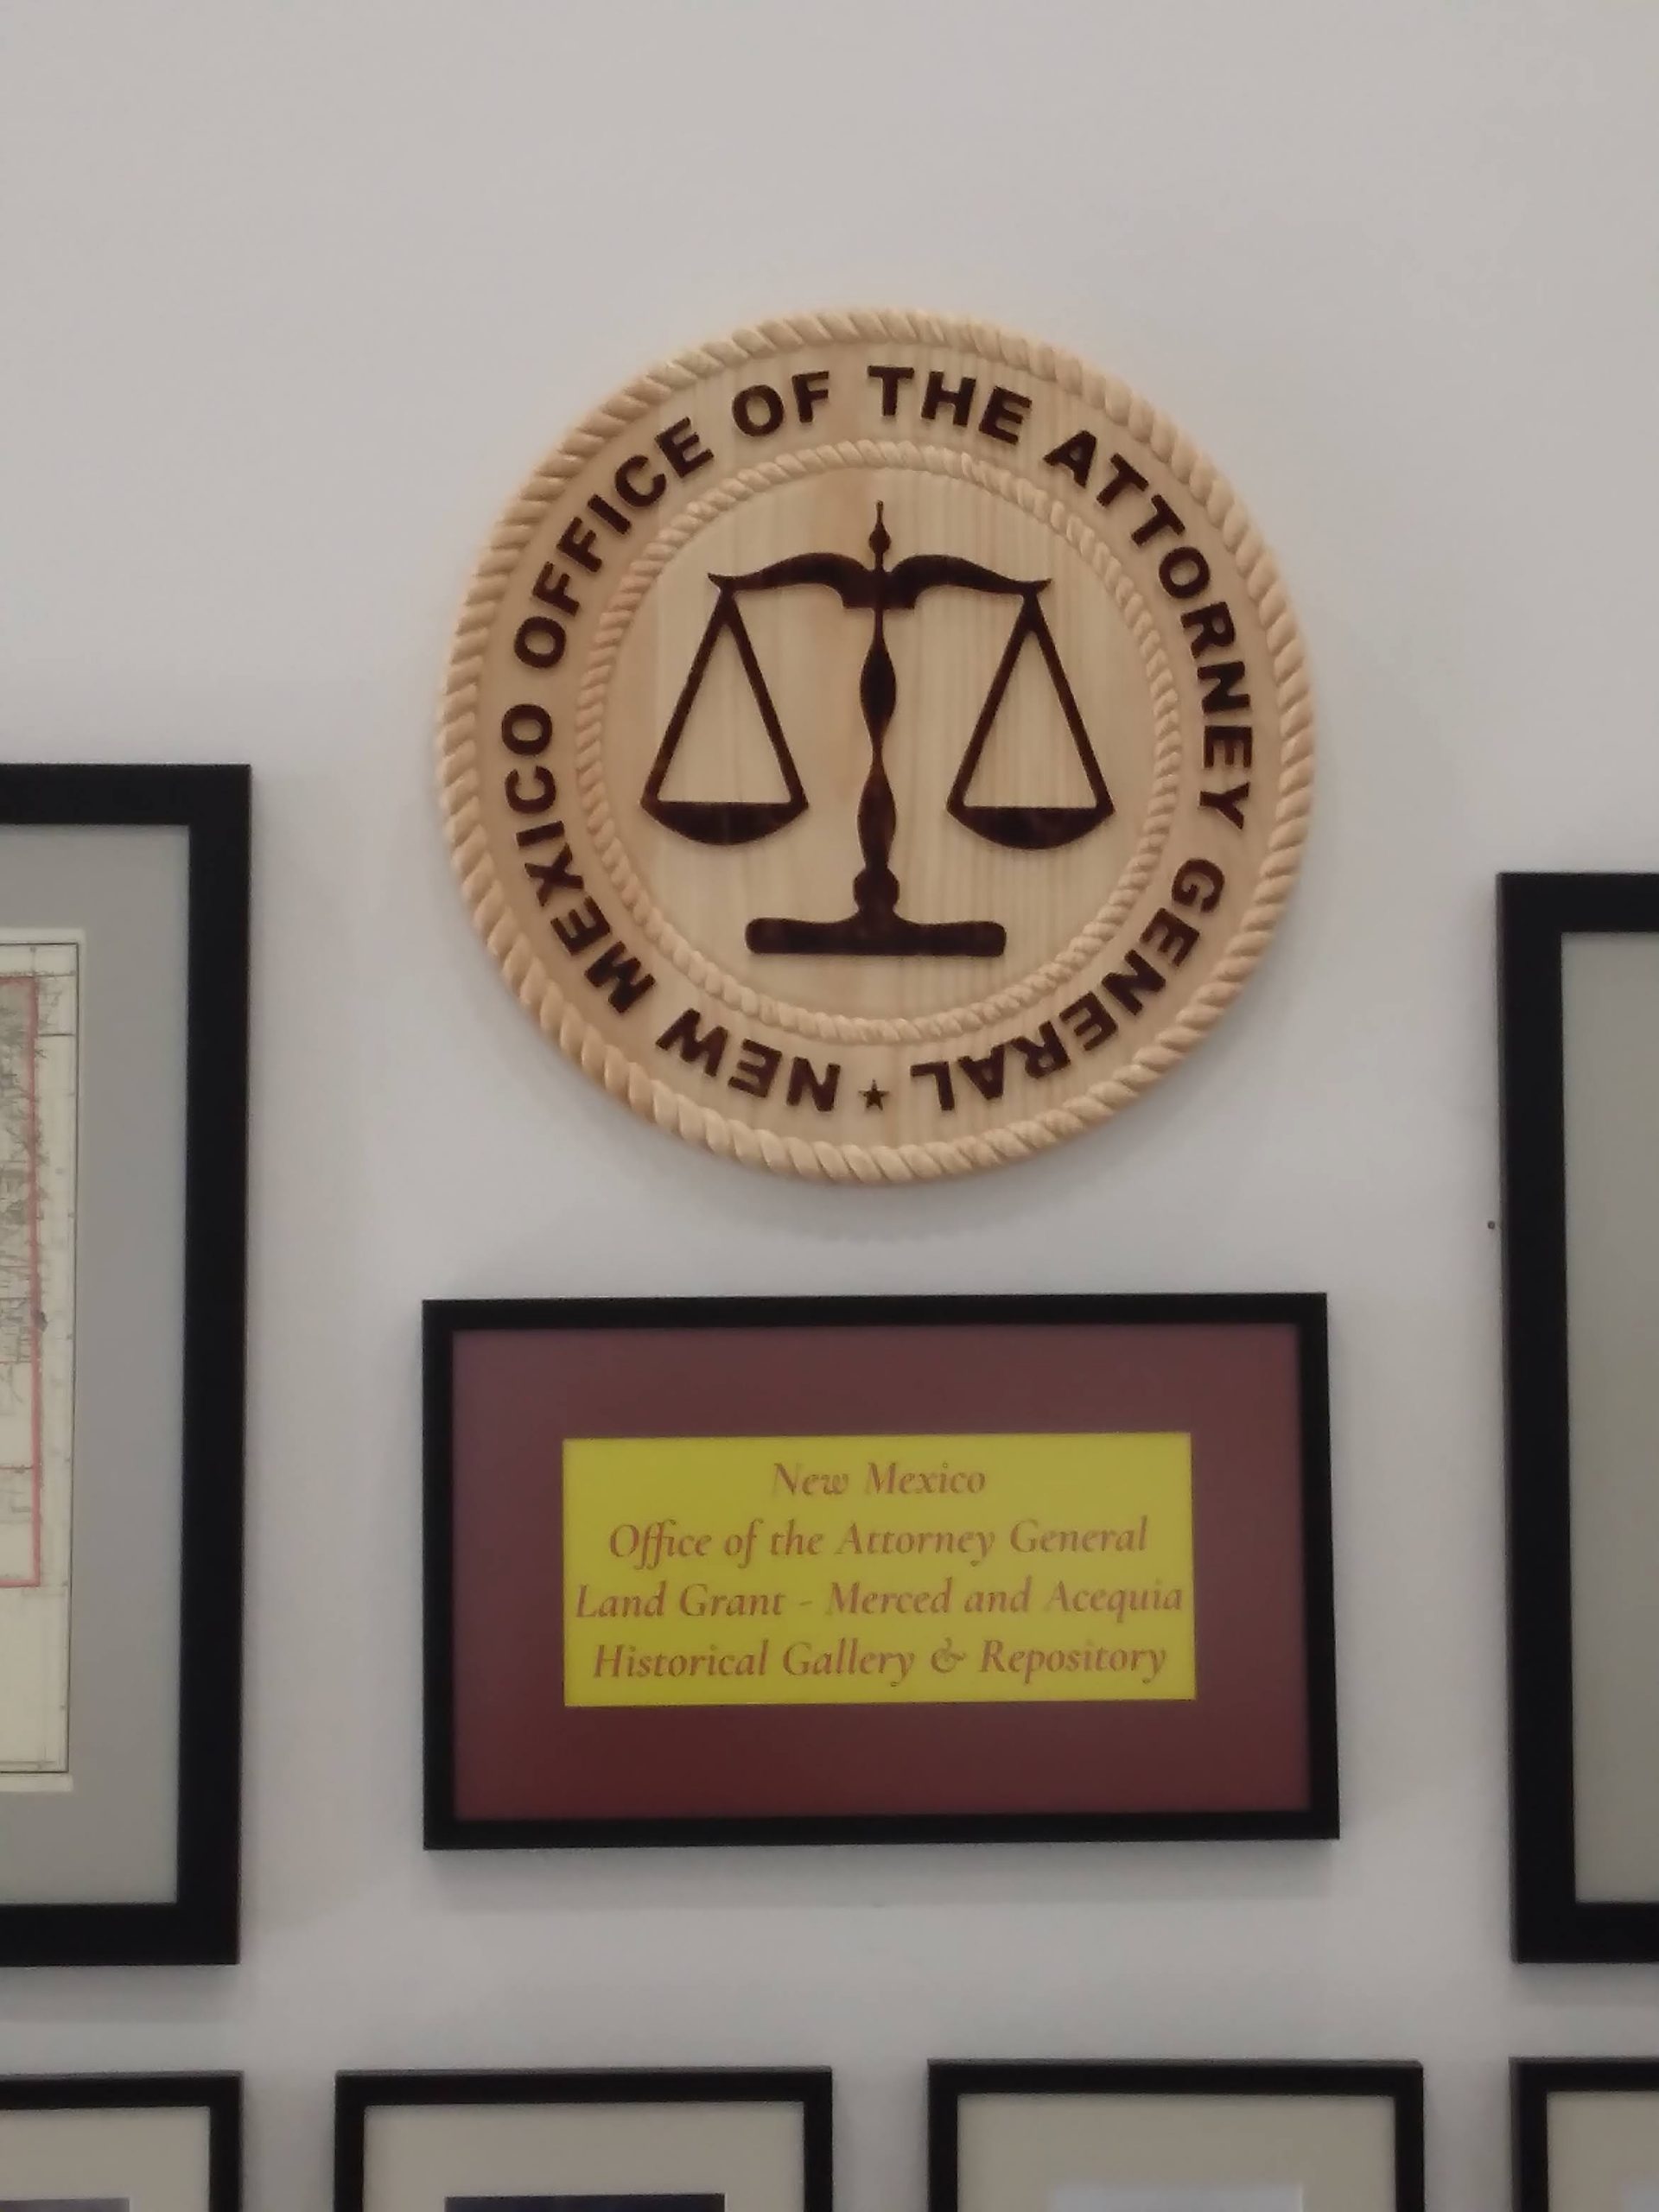 NEW MEXICO OFFICE OF THE ATTORNEY GENERAL ★
New Mexico
Office of the Attorney General
Land Grant - Merced and Acequia
Historical Gallery & Repository